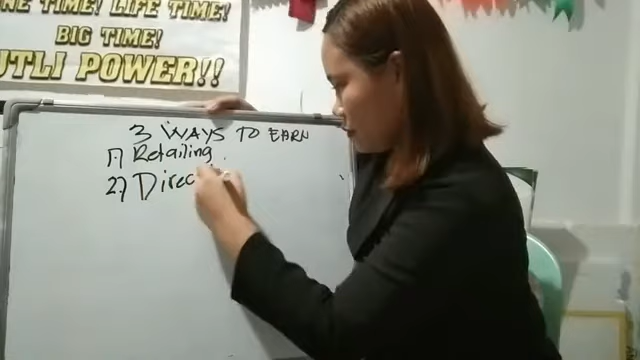 NE TIME! LIFE TIME!
BIG TIME!
UTLI POWER!!
3 WAYS TO EARN
1) Retailing
2) Direc